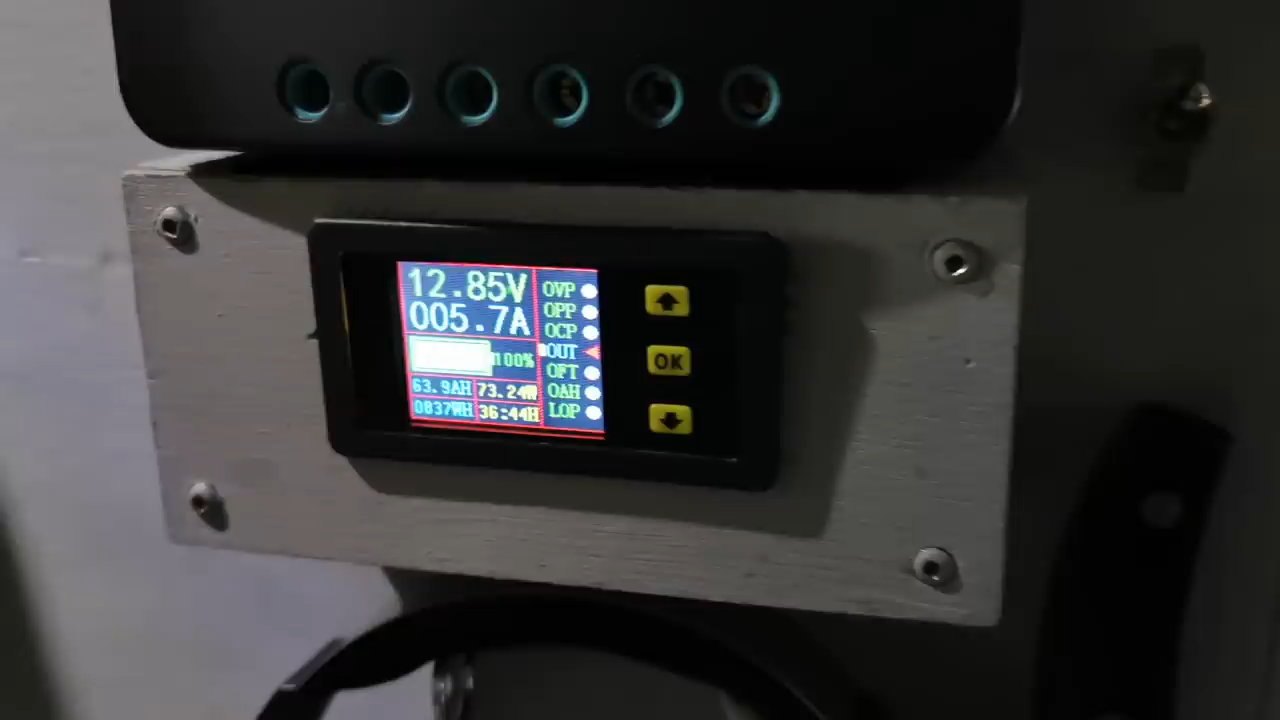 12.85V
005.7A
100%
63.9AH 73.24W
0837WH 36:44H
OVP
OPP
OCP
OUT
OFT
OAH
LOP
OK